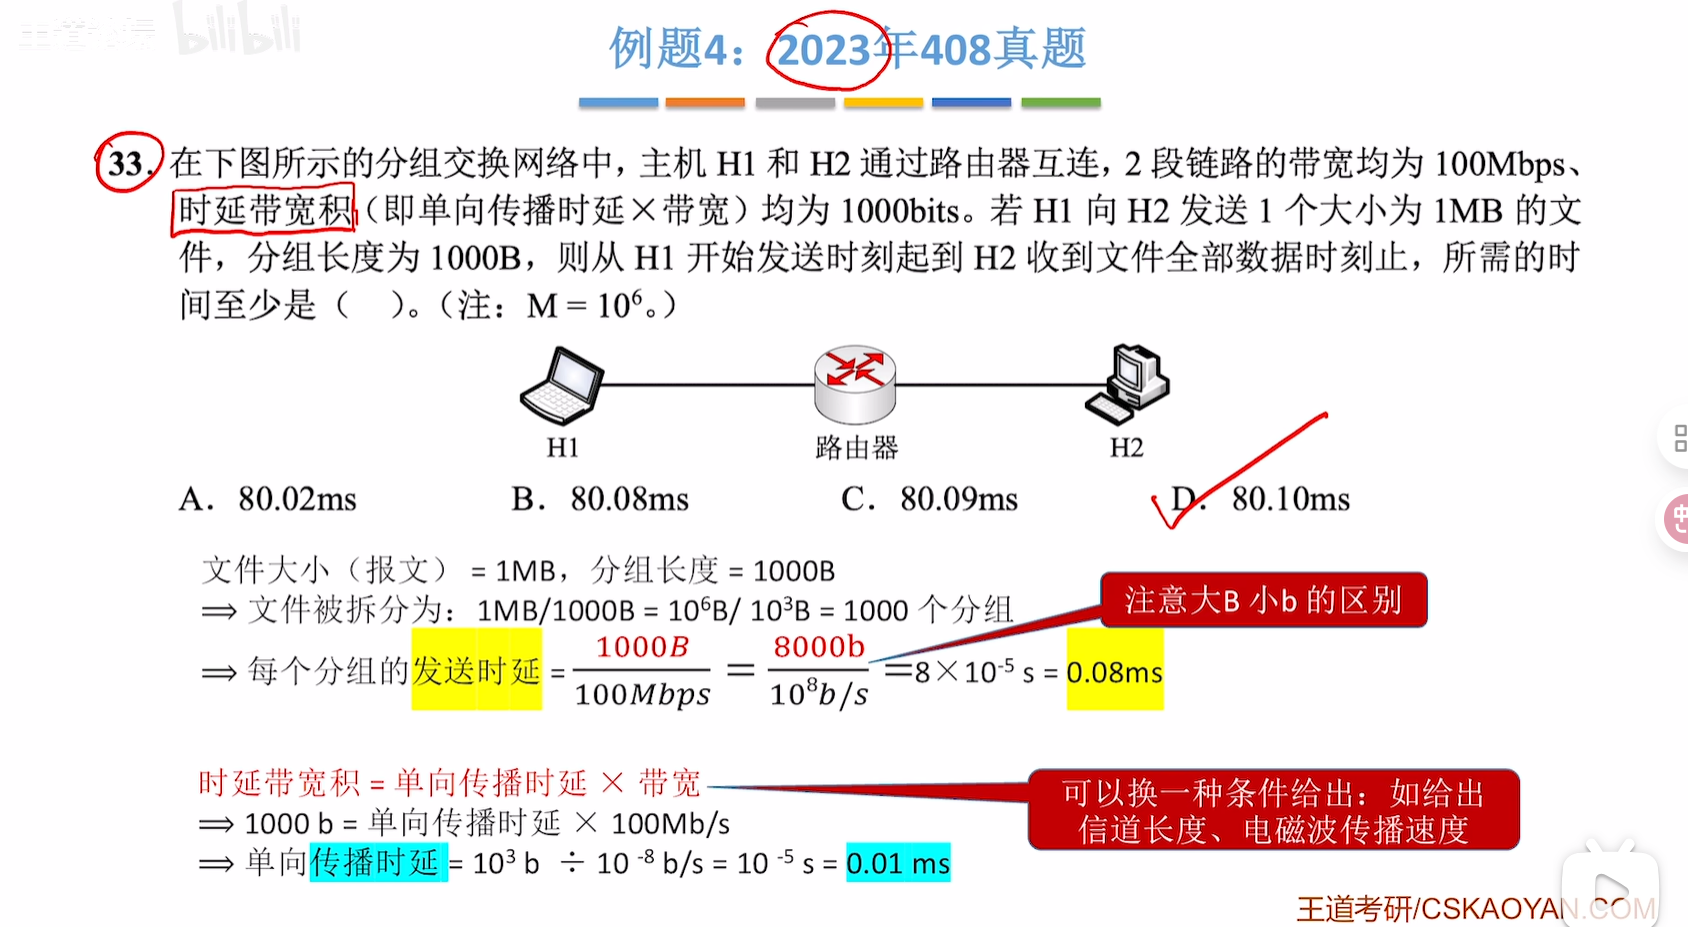 bilibili
例题4：2023年408真题
33. 在下图所示的分组交换网络中，主机 H1 和 H2 通过路由器互连，2 段链路的带宽均为 100Mbps、
时延带宽积（即单向传播时延×带宽）均为 1000bits。若 H1 向 H2 发送 1 个大小为 1MB 的文
件，分组长度为 1000B，则从 H1 开始发送时刻起到 H2 收到文件全部数据时刻止，所需的时
间至少是（　）。（注：M = 10⁶。）
H1 路由器 H2
A. 80.02ms B. 80.08ms C. 80.09ms D. 80.10ms
文件大小（报文） = 1MB，分组长度 = 1000B
⟹ 文件被拆分为：1MB/1000B = 10⁶B/ 10³B = 1000 个分组
注意大B 小b 的区别
⟹ 每个分组的发送时延 = 1000B/100Mbps = 8000b/10⁸b/s =8×10⁻⁵ s = 0.08ms
时延带宽积 = 单向传播时延 × 带宽
⟹ 1000 b = 单向传播时延 × 100Mb/s
⟹ 单向传播时延 = 10³ b ÷ 10 ⁻⁸ b/s = 10 ⁻⁵ s = 0.01 ms
可以换一种条件给出：如给出
信道长度、电磁波传播速度
王道考研/CSKAOYAN.COM